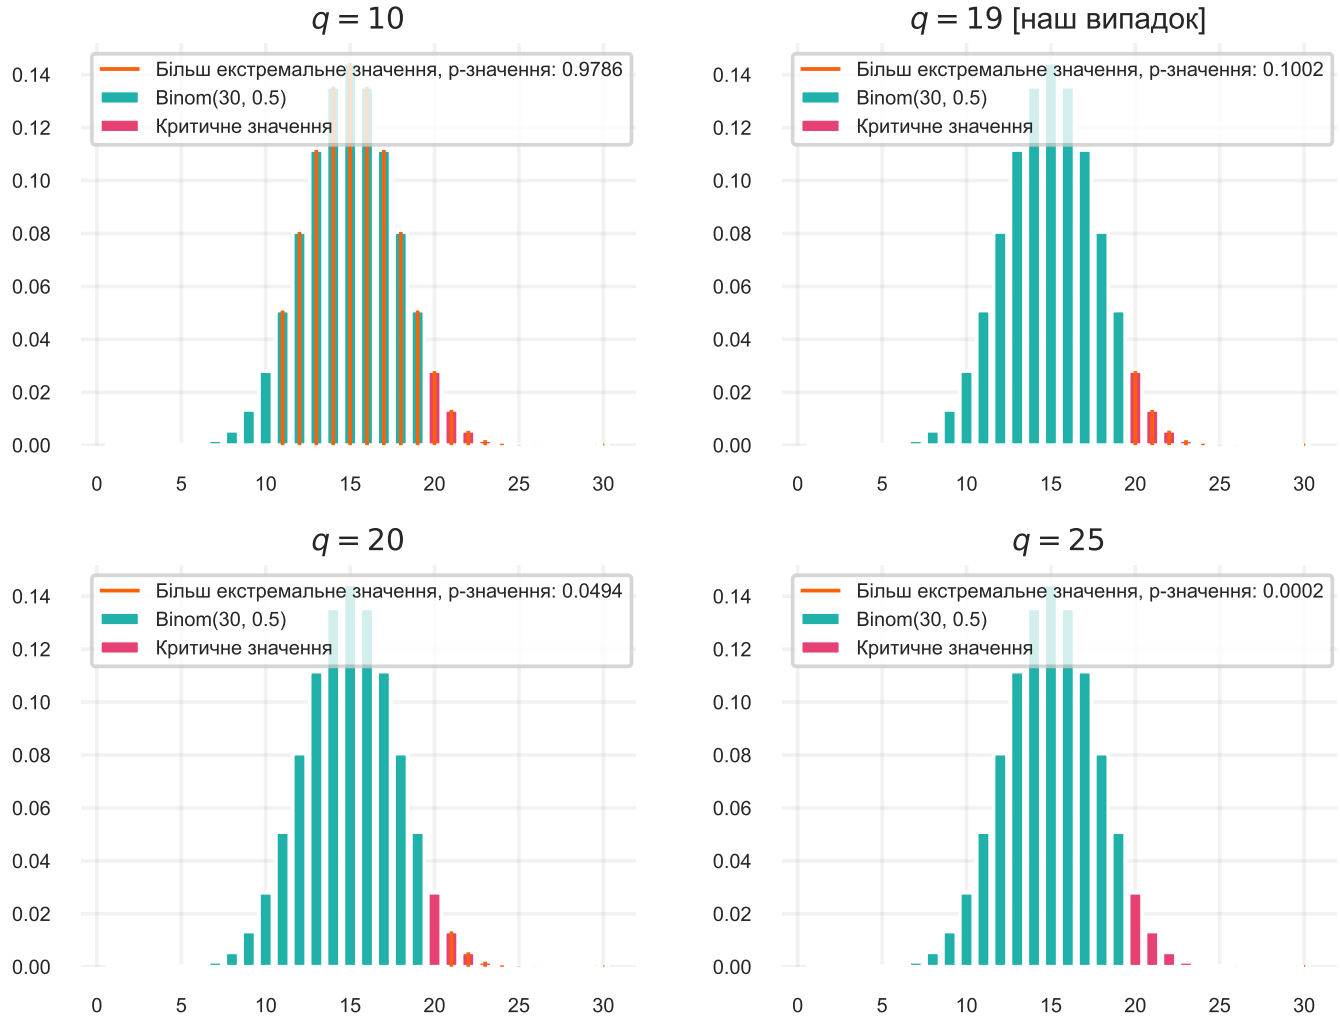 q = 10
Більш екстремальне значення, p-значення: 0.9786
Binom(30, 0.5)
Критичне значення
0.14
0.12
0.10
0.08
0.06
0.04
0.02
0.00
0 5 10 15 20 25 30
q = 19 [наш випадок]
Більш екстремальне значення, p-значення: 0.1002
Binom(30, 0.5)
Критичне значення
0.14
0.12
0.10
0.08
0.06
0.04
0.02
0.00
0 5 10 15 20 25 30
q = 20
Більш екстремальне значення, p-значення: 0.0494
Binom(30, 0.5)
Критичне значення
0.14
0.12
0.10
0.08
0.06
0.04
0.02
0.00
0 5 10 15 20 25 30
q = 25
Більш екстремальне значення, p-значення: 0.0002
Binom(30, 0.5)
Критичне значення
0.14
0.12
0.10
0.08
0.06
0.04
0.02
0.00
0 5 10 15 20 25 30